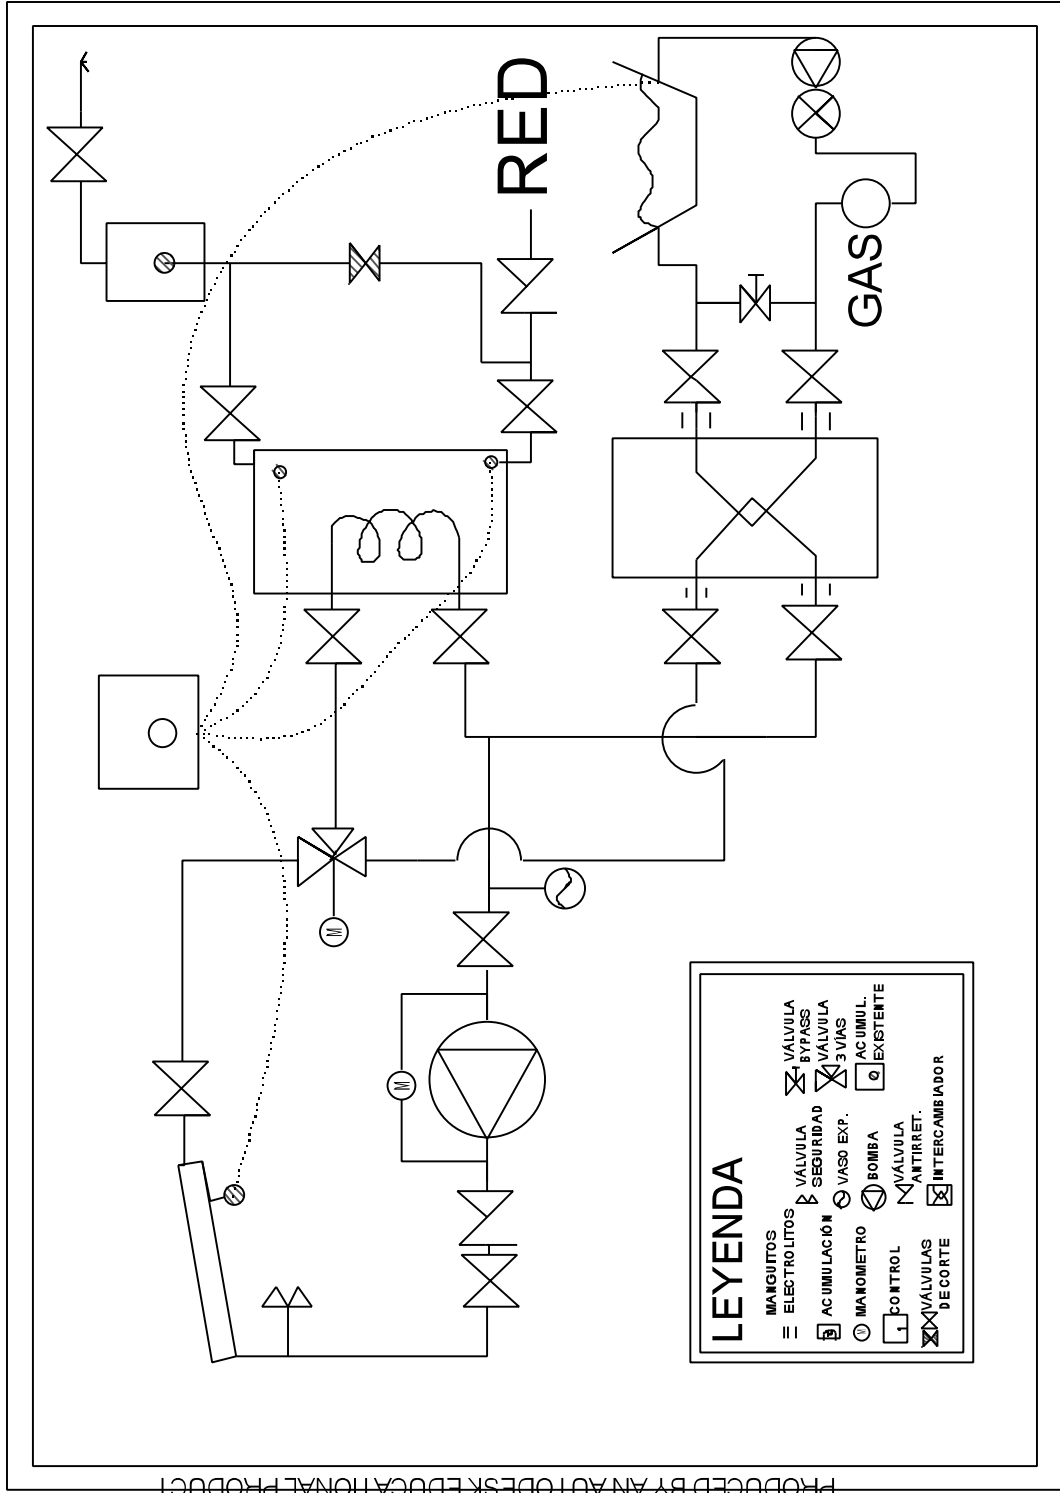 RED
GAS
M
M
LEYENDA
MANGUITOS
ELECTROLITOS
ACUMULACIÓN
M
MANOMETRO
CONTROL
VÁLVULAS
DE CORTE
VÁLVULA
SEGURIDAD
VASO EXP.
BOMBA
VÁLVULA
ANTIRRET.
INTERCAMBIADOR
VÁLVULA
BYPASS
VÁLVULA
3 VÍAS
ACUMUL.
EXISTENTE
PRODUCED BY AN AUTODESK EDUCATIONAL PRODUCT